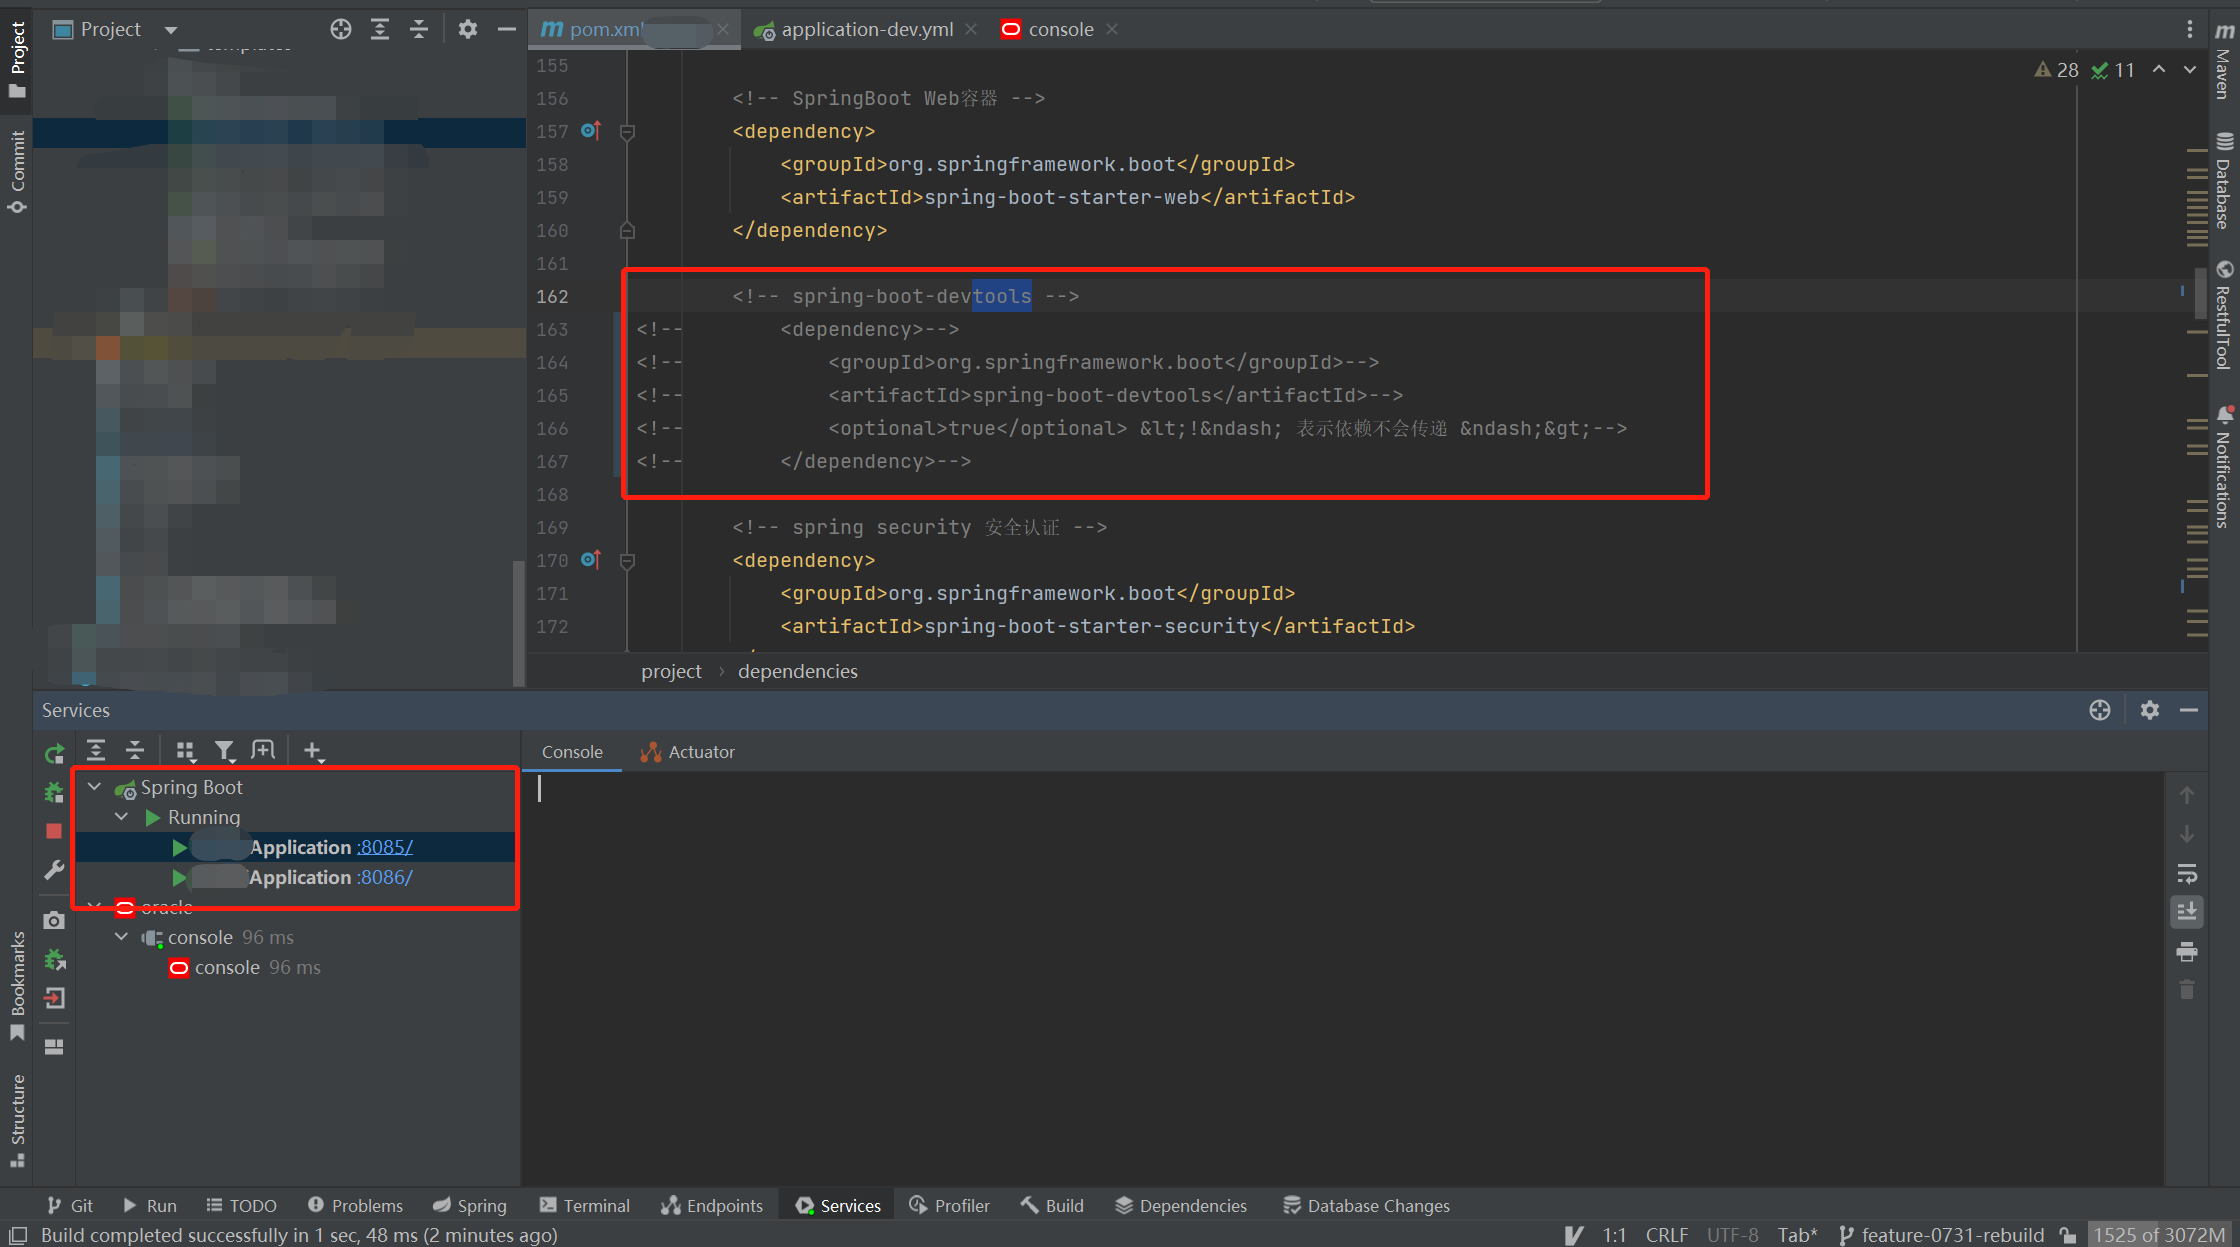 Project
pom.xml
application-dev.yml
console
28
11
155
156 <!-- SpringBoot Web容器 -->
157 <dependency>
158 <groupId>org.springframework.boot</groupId>
159 <artifactId>spring-boot-starter-web</artifactId>
160 </dependency>
161
162 <!-- spring-boot-devtools -->
163 <!-- <dependency>-->
164 <!-- <groupId>org.springframework.boot</groupId>-->
165 <!-- <artifactId>spring-boot-devtools</artifactId>-->
166 <!-- <optional>true</optional> &lt;!&ndash; 表示依赖不会传递 &ndash;&gt;-->
167 <!-- </dependency>-->
168
169 <!-- spring security 安全认证 -->
170 <dependency>
171 <groupId>org.springframework.boot</groupId>
172 <artifactId>spring-boot-starter-security</artifactId>
project › dependencies
Project
Commit
Bookmarks
Structure
Maven
Database
RestfulTool
Notifications
Services
Console
Actuator
Spring Boot
Running
Application :8085/
Application :8086/
oracle
console 96 ms
console 96 ms
Git
Run
TODO
Problems
Spring
Terminal
Endpoints
Services
Profiler
Build
Dependencies
Database Changes
Build completed successfully in 1 sec, 48 ms (2 minutes ago)
1:1
CRLF
UTF-8
Tab*
feature-0731-rebuild
1525 of 3072M